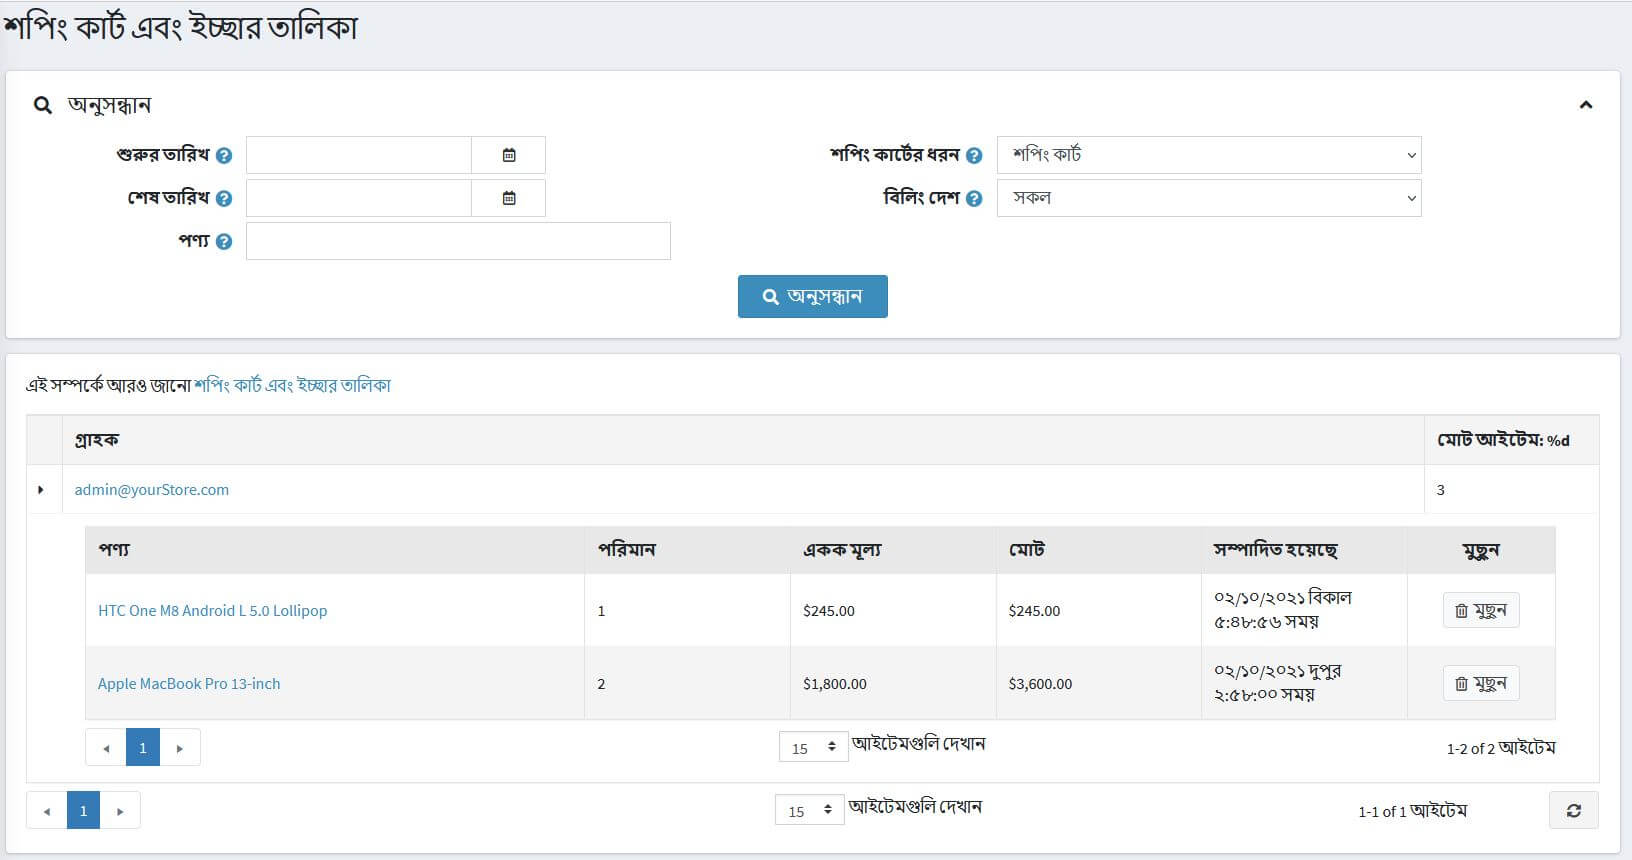 শপিং কার্ট এবং ইচ্ছার তালিকা
অনুসন্ধান
শুরুর তারিখ
শপিং কার্টের ধরন
শপিং কার্ট
শেষ তারিখ
বিলিং দেশ
সকল
পণ্য
অনুসন্ধান
এই সম্পর্কে আরও জানো শপিং কার্ট এবং ইচ্ছার তালিকা
গ্রাহক
মোট আইটেম: %d
admin@yourStore.com
3
পণ্য
পরিমান
একক মূল্য
মোট
সম্পাদিত হয়েছে
মুছুন
HTC One M8 Android L 5.0 Lollipop
1
$245.00
$245.00
০২/১০/২০২১ বিকাল
৫:৪৮:৫৬ সময়
মুছুন
Apple MacBook Pro 13-inch
2
$1,800.00
$3,600.00
০২/১০/২০২১ দুপুর
২:৫৮:০০ সময়
মুছুন
1
15
আইটেমগুলি দেখান
1-2 of 2 আইটেম
1
15
আইটেমগুলি দেখান
1-1 of 1 আইটেম